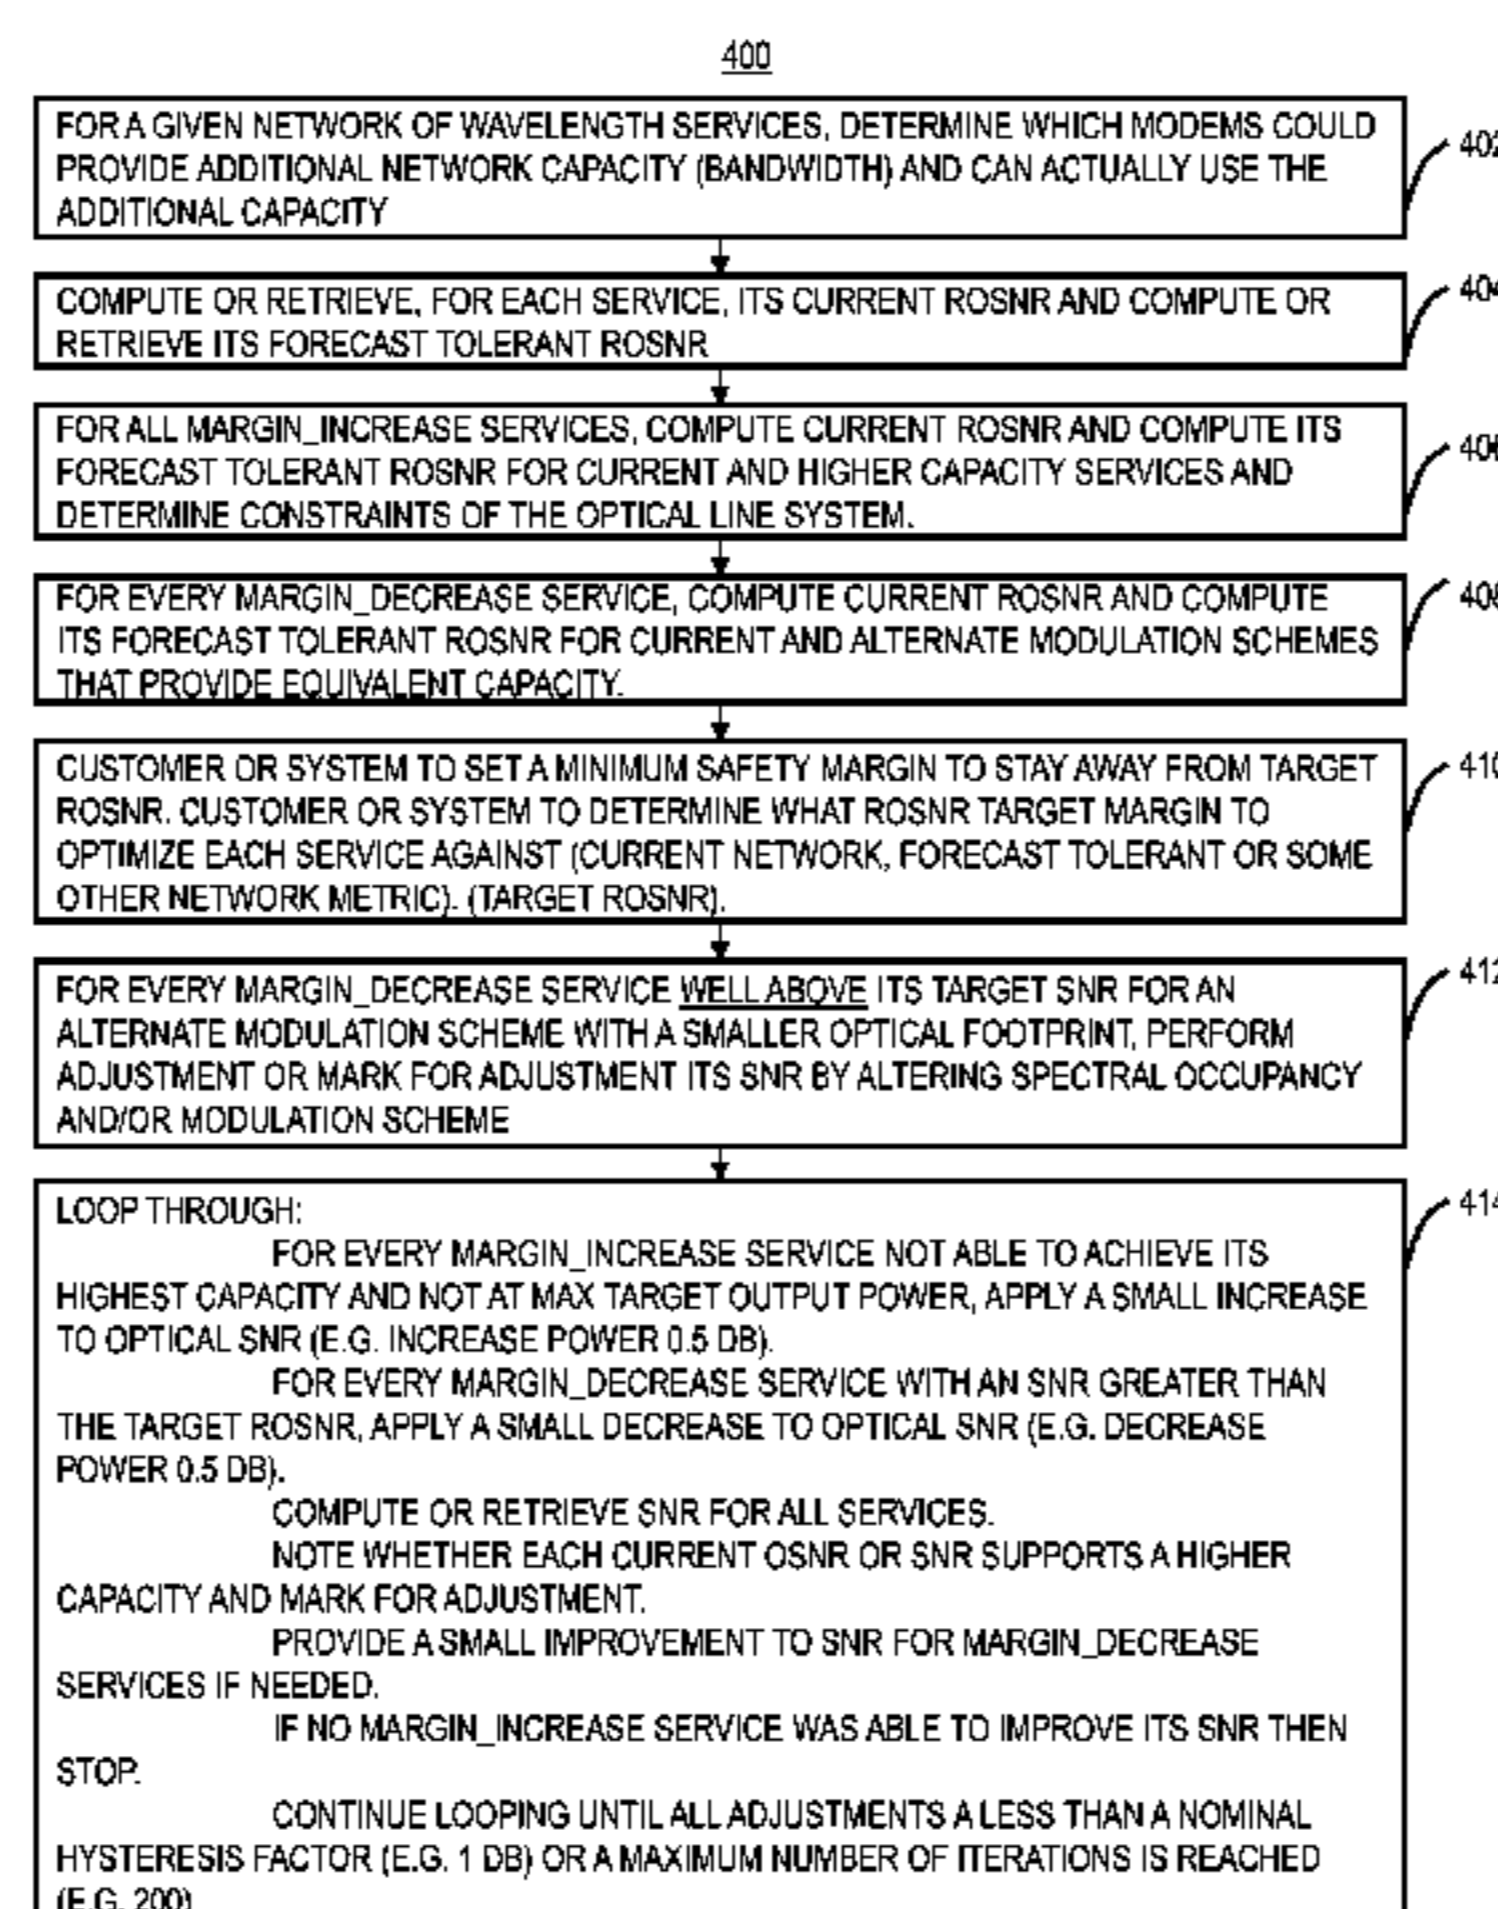 400
FOR A GIVEN NETWORK OF WAVELENGTH SERVICES, DETERMINE WHICH MODEMS COULD
PROVIDE ADDITIONAL NETWORK CAPACITY (BANDWIDTH) AND CAN ACTUALLY USE THE
ADDITIONAL CAPACITY
402
COMPUTE OR RETRIEVE, FOR EACH SERVICE, ITS CURRENT ROSNR AND COMPUTE OR
RETRIEVE ITS FORECAST TOLERANT ROSNR
404
FOR ALL MARGIN_INCREASE SERVICES, COMPUTE CURRENT ROSNR AND COMPUTE ITS
FORECAST TOLERANT ROSNR FOR CURRENT AND HIGHER CAPACITY SERVICES AND
DETERMINE CONSTRAINTS OF THE OPTICAL LINE SYSTEM.
FOR EVERY MARGIN_DECREASE SERVICE, COMPUTE CURRENT ROSNR AND COMPUTE
ITS FORECAST TOLERANT ROSNR FOR CURRENT AND ALTERNATE MODULATION SCHEMES
THAT PROVIDE EQUIVALENT CAPACITY.
CUSTOMER OR SYSTEM TO SET A MINIMUM SAFETY MARGIN TO STAY AWAY FROM TARGET
ROSNR. CUSTOMER OR SYSTEM TO DETERMINE WHAT ROSNR TARGET MARGIN TO
OPTIMIZE EACH SERVICE AGAINST (CURRENT NETWORK, FORECAST TOLERANT OR SOME
OTHER NETWORK METRIC). (TARGET ROSNR).
410
FOR EVERY MARGIN_DECREASE SERVICE WELL ABOVE ITS TARGET SNR FOR AN
ALTERNATE MODULATION SCHEME WITH A SMALLER OPTICAL FOOTPRINT, PERFORM
ADJUSTMENT OR MARK FOR ADJUSTMENT ITS SNR BY ALTERING SPECTRAL OCCUPANCY
AND/OR MODULATION SCHEME
412
LOOP THROUGH:
FOR EVERY MARGIN_INCREASE SERVICE NOT ABLE TO ACHIEVE ITS
HIGHEST CAPACITY AND NOT AT MAX TARGET OUTPUT POWER, APPLY A SMALL INCREASE
TO OPTICAL SNR (E.G. INCREASE POWER 0.5 DB).
FOR EVERY MARGIN_DECREASE SERVICE WITH AN SNR GREATER THAN
THE TARGET ROSNR, APPLY A SMALL DECREASE TO OPTICAL SNR (E.G. DECREASE
POWER 0.5 DB).
COMPUTE OR RETRIEVE SNR FOR ALL SERVICES.
NOTE WHETHER EACH CURRENT OSNR OR SNR SUPPORTS A HIGHER
CAPACITY AND MARK FOR ADJUSTMENT.
PROVIDE A SMALL IMPROVEMENT TO SNR FOR MARGIN_DECREASE
SERVICES IF NEEDED.
IF NO MARGIN_INCREASE SERVICE WAS ABLE TO IMPROVE ITS SNR THEN
STOP.
CONTINUE LOOPING UNTIL ALL ADJUSTMENTS A LESS THAN A NOMINAL
HYSTERESIS FACTOR (E.G. 1 DB) OR A MAXIMUM NUMBER OF ITERATIONS IS REACHED
(E.G. 200)
414